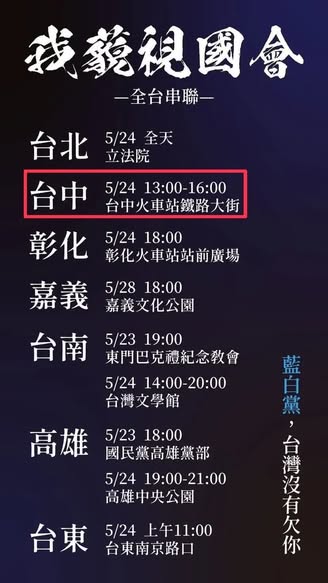 我藐視國會
—全台串聯—
台北
5/24 全天
立法院
台中
5/24 13:00-16:00
台中火車站鐵路大街
彰化
5/24 18:00
彰化火車站站前廣場
嘉義
5/28 18:00
嘉義文化公園
台南
5/23 19:00
東門巴克禮紀念教會
5/24 14:00-20:00
台灣文學館
高雄
5/23 18:00
國民黨高雄黨部
5/24 19:00-21:00
高雄中央公園
台東
5/24 上午11:00
台東南京路口
藍白黨，台灣沒有欠你